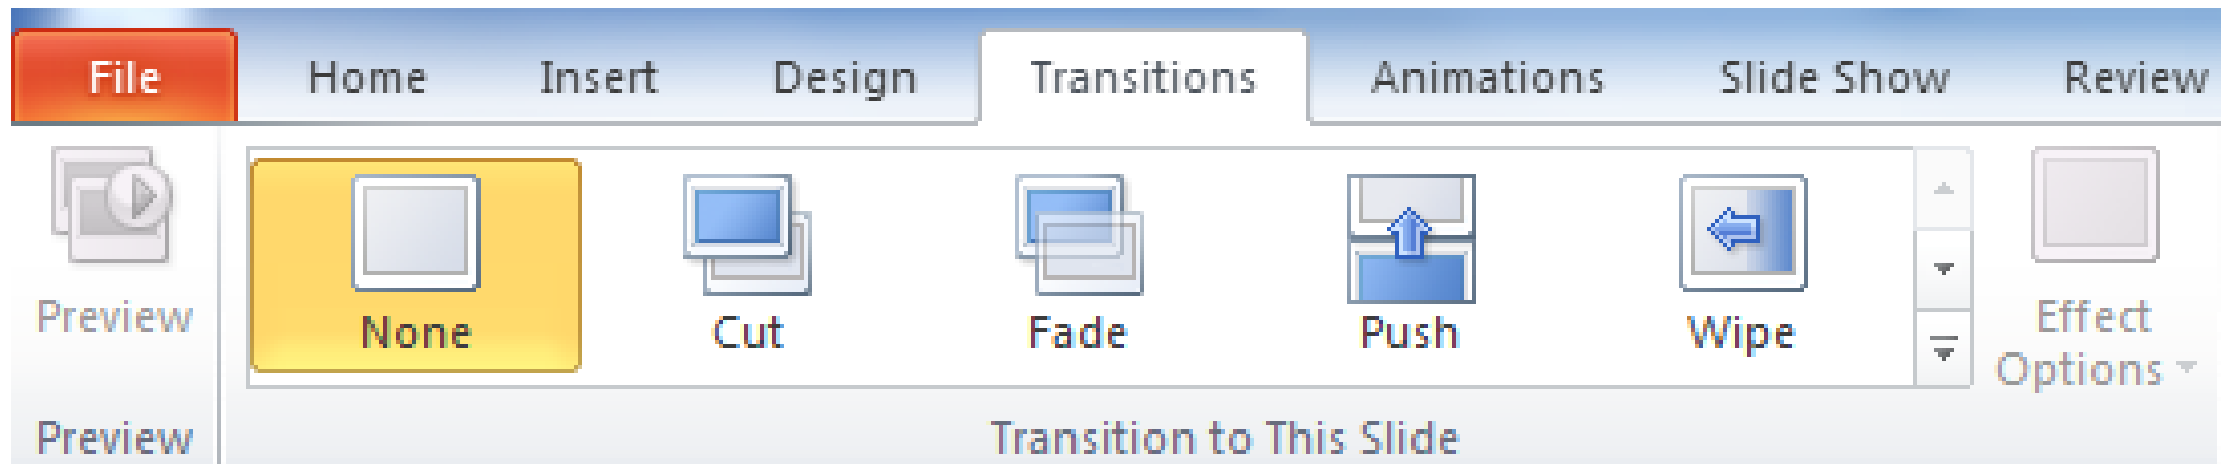 File Home Insert Design Transitions Animations Slide Show Review
Preview None Cut Fade Push Wipe Effect
Options
Preview Transition to This Slide